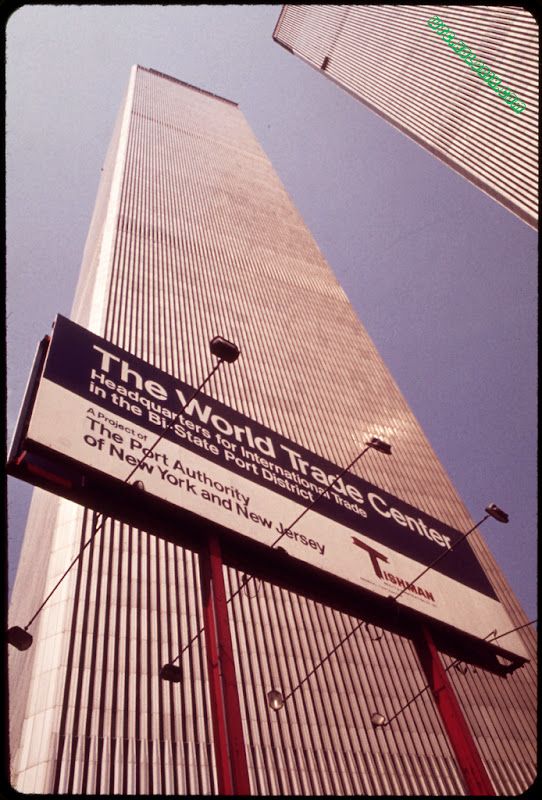 The World Trade Center
Headquarters for International Trade
in the Bi-State Port District
A Project of
The Port Authority
of New York and New Jersey
TISHMAN